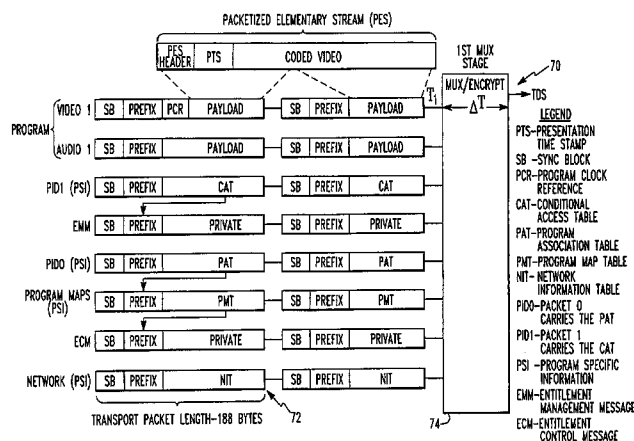 PACKETIZED ELEMENTARY STREAM (PES)
PES HEADER PTS CODED VIDEO
1ST MUX STAGE
MUX/ENCRYPT
70
TDS
T1
ΔT
PROGRAM
VIDEO 1 SB PREFIX PCR PAYLOAD SB PREFIX PAYLOAD
AUDIO 1 SB PREFIX PAYLOAD SB PREFIX PAYLOAD
PID1 (PSI) SB PREFIX CAT SB PREFIX CAT
EMM SB PREFIX PRIVATE SB PREFIX PRIVATE
PID0 (PSI) SB PREFIX PAT SB PREFIX PAT
PROGRAM MAPS (PSI) SB PREFIX PMT SB PREFIX PMT
ECM SB PREFIX PRIVATE SB PREFIX PRIVATE
NETWORK (PSI) SB PREFIX NIT SB PREFIX NIT
TRANSPORT PACKET LENGTH-188 BYTES
72
74
LEGEND
PTS-PRESENTATION
TIME STAMP
SB -SYNC BLOCK
PCR-PROGRAM CLOCK
REFERENCE
CAT-CONDITIONAL
ACCESS TABLE
PAT-PROGRAM
ASSOCIATION TABLE
PMT-PROGRAM MAP TABLE
NIT-NETWORK
INFORMATION TABLE
PID0-PACKET 0
CARRIES THE PAT
PID1-PACKET 1
CARRIES THE CAT
PSI -PROGRAM SPECIFIC
INFORMATION
EMM-ENTITLEMENT
MANAGEMENT MESSAGE
ECM-ENTITLEMENT
CONTROL MESSAGE